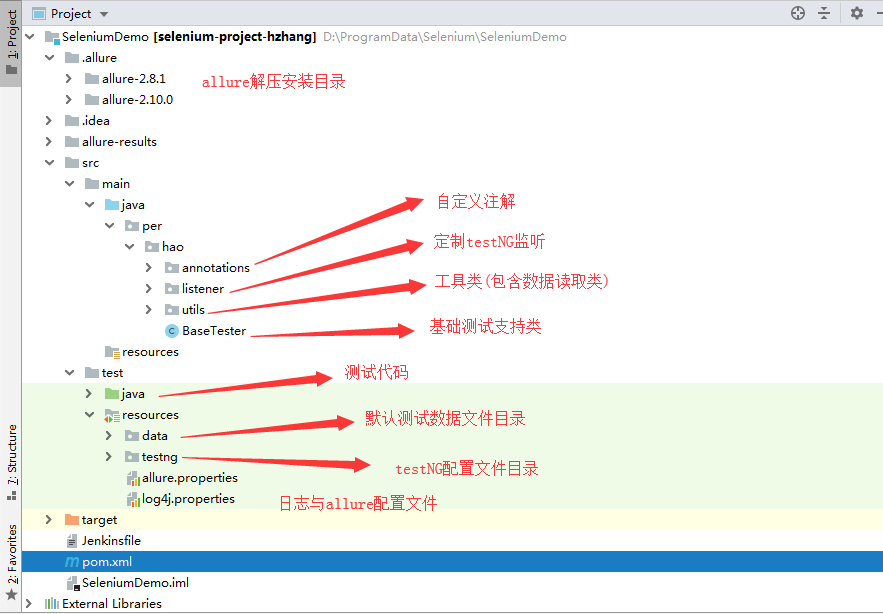 Project
1: Project
SeleniumDemo [selenium-project-hzhang] D:\ProgramData\Selenium\SeleniumDemo
.allure
allure-2.8.1
allure解压安装目录
allure-2.10.0
.idea
allure-results
src
main
java
自定义注解
per
hao
定制testNG监听
annotations
listener
工具类(包含数据读取类)
utils
BaseTester
基础测试支持类
resources
test
测试代码
java
resources
默认测试数据文件目录
data
testng
testNG配置文件目录
allure.properties
log4j.properties
日志与allure配置文件
target
Jenkinsfile
pom.xml
SeleniumDemo.iml
External Libraries
7: Structure
2: Favorites